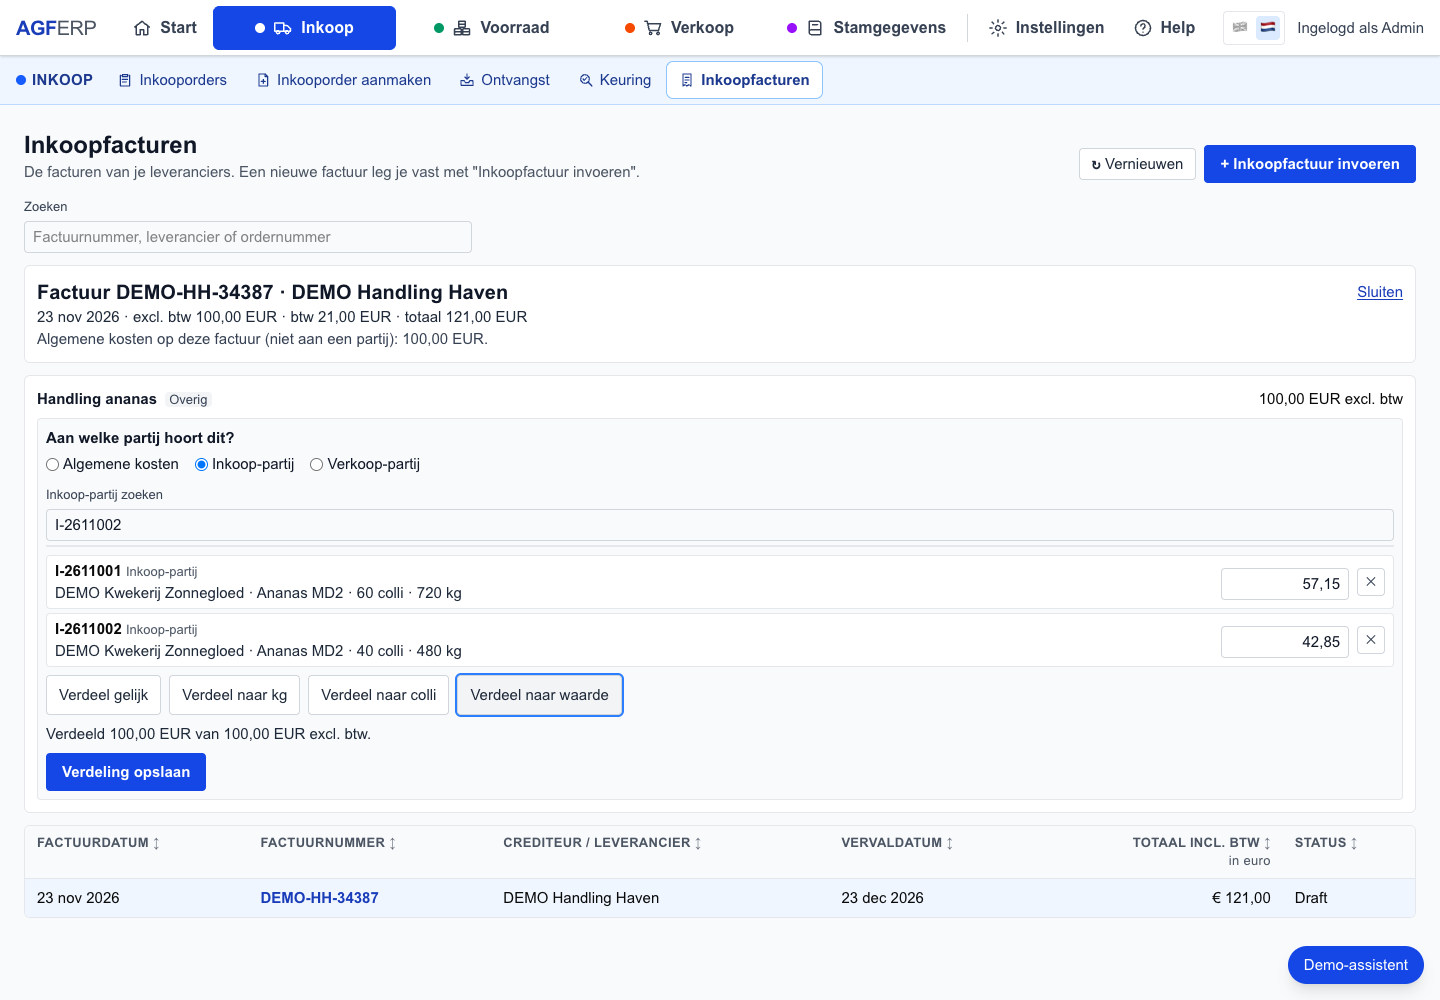 AGFERP
Start
Inkoop
Voorraad
Verkoop
Stamgegevens
Instellingen
Help
Ingelogd als Admin
INKOOP
Inkooporders
Inkooporder aanmaken
Ontvangst
Keuring
Inkoopfacturen
Inkoopfacturen
De facturen van je leveranciers. Een nieuwe factuur leg je vast met "Inkoopfactuur invoeren".
↻ Vernieuwen
+ Inkoopfactuur invoeren
Zoeken
Factuurnummer, leverancier of ordernummer
Factuur DEMO-HH-34387 · DEMO Handling Haven
Sluiten
23 nov 2026 · excl. btw 100,00 EUR · btw 21,00 EUR · totaal 121,00 EUR
Algemene kosten op deze factuur (niet aan een partij): 100,00 EUR.
Handling ananas Overig
100,00 EUR excl. btw
Aan welke partij hoort dit?
Algemene kosten
Inkoop-partij
Verkoop-partij
Inkoop-partij zoeken
I-2611002
I-2611001 Inkoop-partij
DEMO Kwekerij Zonnegloed · Ananas MD2 · 60 colli · 720 kg
57,15
×
I-2611002 Inkoop-partij
DEMO Kwekerij Zonnegloed · Ananas MD2 · 40 colli · 480 kg
42,85
×
Verdeel gelijk
Verdeel naar kg
Verdeel naar colli
Verdeel naar waarde
Verdeeld 100,00 EUR van 100,00 EUR excl. btw.
Verdeling opslaan
FACTUURDATUM ↕
FACTUURNUMMER ↕
CREDITEUR / LEVERANCIER ↕
VERVALDATUM ↕
TOTAAL INCL. BTW ↕
in euro
STATUS ↕
23 nov 2026
DEMO-HH-34387
DEMO Handling Haven
23 dec 2026
€ 121,00
Draft
Demo-assistent